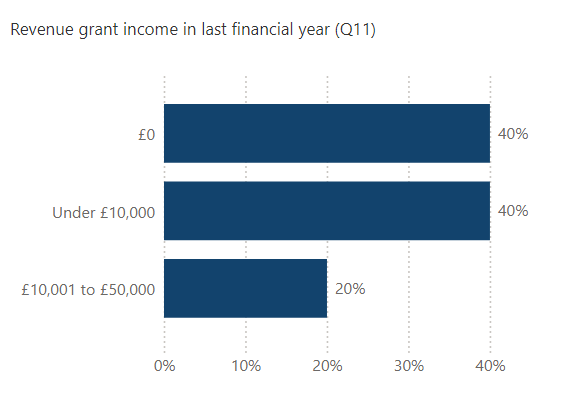 Revenue grant income in last financial year (Q11)
£0 40%
Under £10,000 40%
£10,001 to £50,000 20%
0% 10% 20% 30% 40%